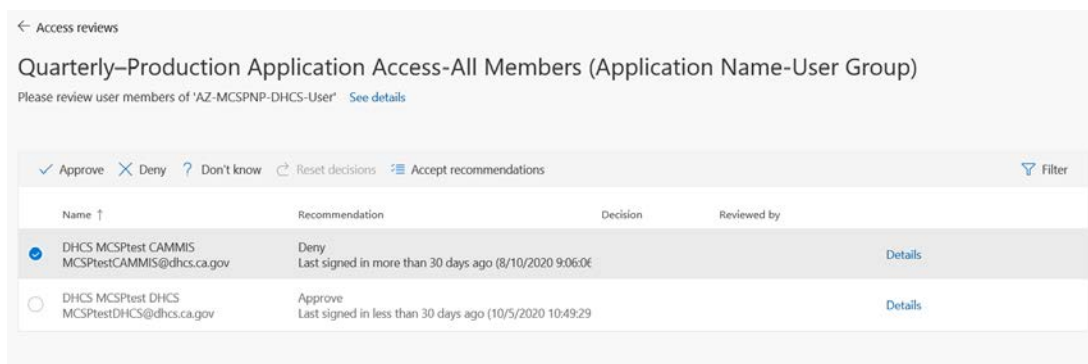 ← Access reviews
Quarterly–Production Application Access-All Members (Application Name-User Group)
Please review user members of 'AZ-MCSPNP-DHCS-User' See details
Approve Deny ? Don't know Reset decisions Accept recommendations Filter
Name ↑ Recommendation Decision Reviewed by
DHCS MCSPtest CAMMIS Deny
MCSPtestCAMMIS@dhcs.ca.gov Last signed in more than 30 days ago (8/10/2020 9:06:06 Details
DHCS MCSPtest DHCS Approve
MCSPtestDHCS@dhcs.ca.gov Last signed in less than 30 days ago (10/5/2020 10:49:29 Details